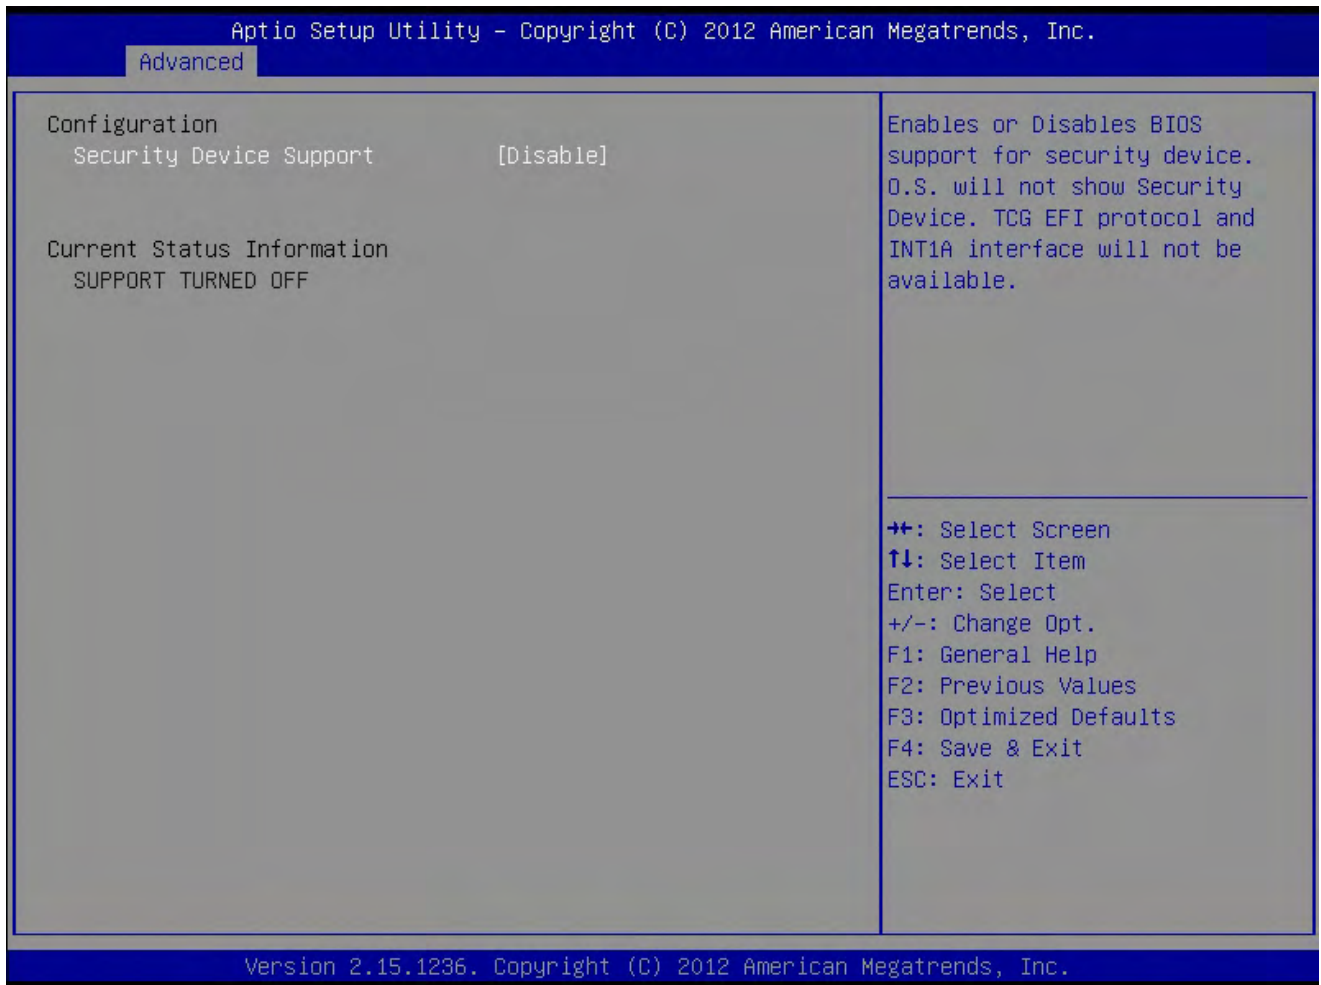 Aptio Setup Utility – Copyright (C) 2012 American Megatrends, Inc.
Advanced
Configuration
Security Device Support [Disable]
Current Status Information
SUPPORT TURNED OFF
Enables or Disables BIOS
support for security device.
O.S. will not show Security
Device. TCG EFI protocol and
INT1A interface will not be
available.
→←: Select Screen
↑↓: Select Item
Enter: Select
+/-: Change Opt.
F1: General Help
F2: Previous Values
F3: Optimized Defaults
F4: Save & Exit
ESC: Exit
Version 2.15.1236. Copyright (C) 2012 American Megatrends, Inc.